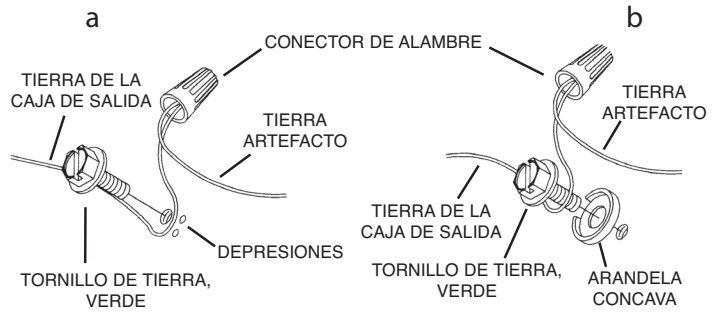 a
b
CONECTOR DE ALAMBRE
TIERRA DE LA
CAJA DE SALIDA
TIERRA
ARTEFACTO
DEPRESIONES
TORNILLO DE TIERRA,
VERDE
TIERRA
ARTEFACTO
TIERRA DE LA
CAJA DE SALIDA
TORNILLO DE TIERRA,
VERDE
ARANDELA
CONCAVA